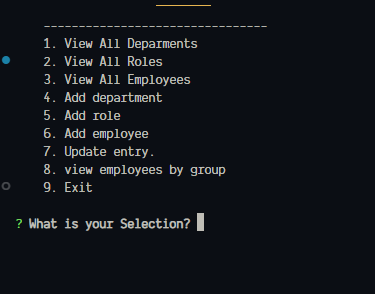 --------------------------------
1. View All Deparments
2. View All Roles
3. View All Employees
4. Add department
5. Add role
6. Add employee
7. Update entry.
8. view employees by group
9. Exit
? What is your Selection?